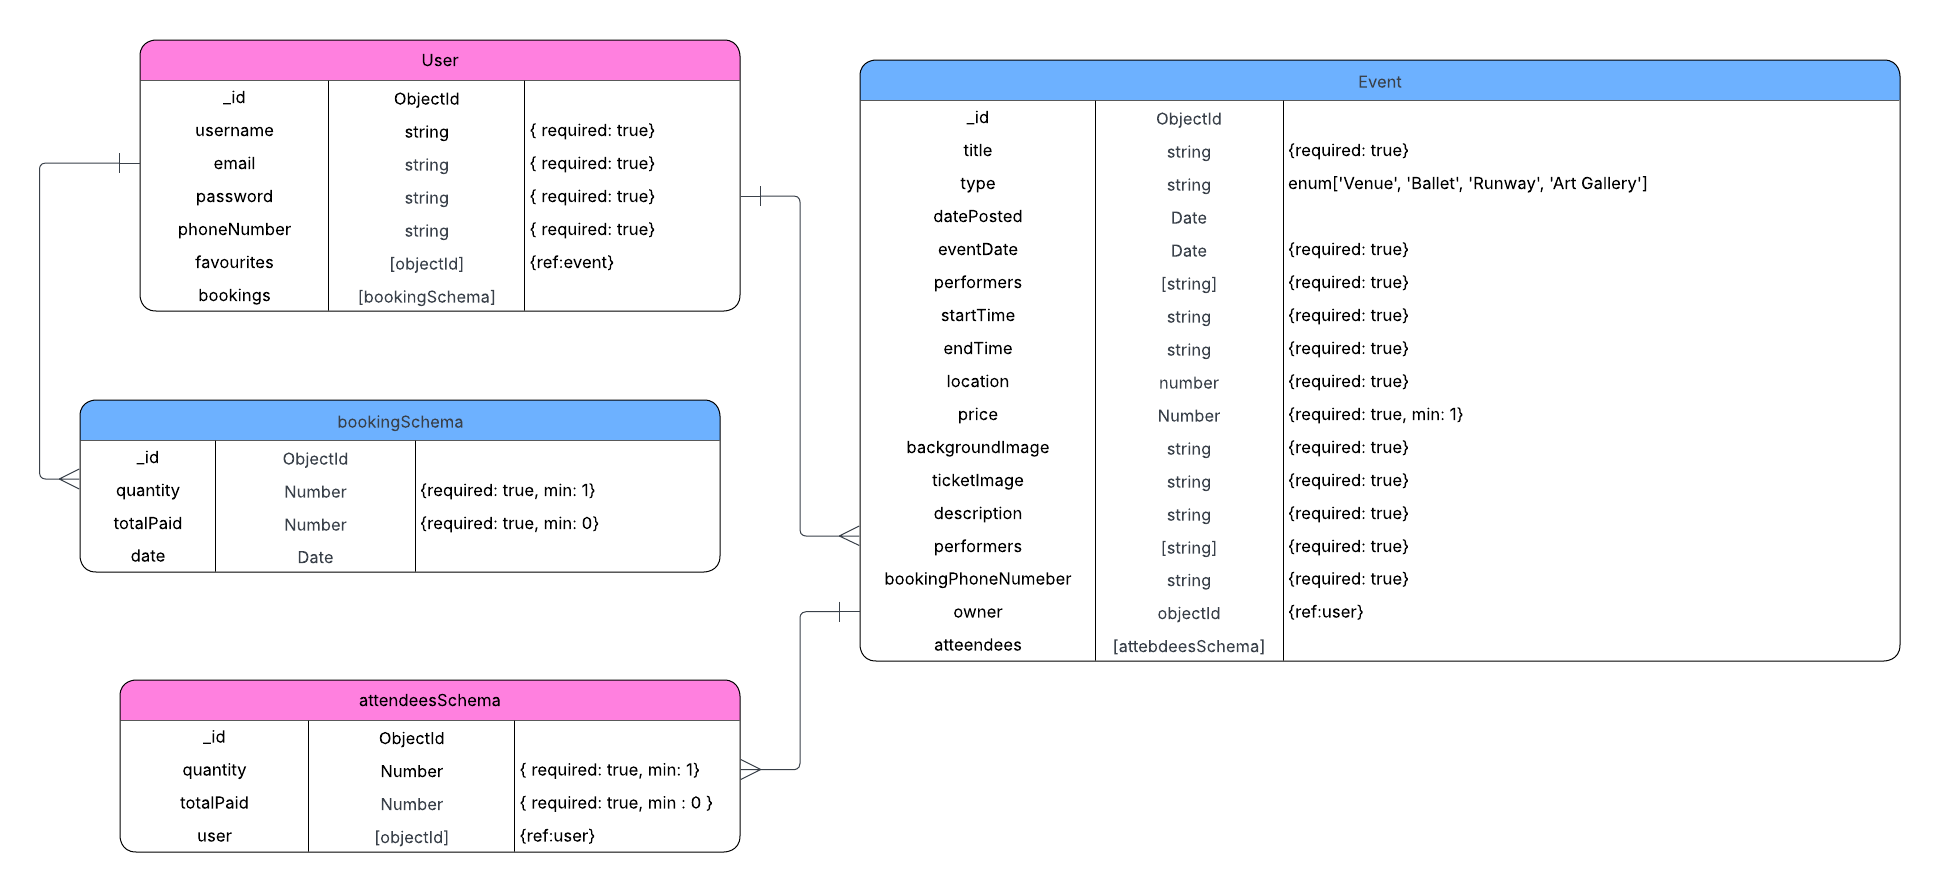 User
_id ObjectId
username string { required: true}
email string { required: true}
password string { required: true}
phoneNumber string { required: true}
favourites [objectId] {ref:event}
bookings [bookingSchema]
Event
_id ObjectId
title string {required: true}
type string enum['Venue', 'Ballet', 'Runway', 'Art Gallery']
datePosted Date
eventDate Date {required: true}
performers [string] {required: true}
startTime string {required: true}
endTime string {required: true}
location number {required: true}
price Number {required: true, min: 1}
backgroundImage string {required: true}
ticketImage string {required: true}
description string {required: true}
performers [string] {required: true}
bookingPhoneNumeber string {required: true}
owner objectId {ref:user}
atteendees [attebdeesSchema]
bookingSchema
_id ObjectId
quantity Number {required: true, min: 1}
totalPaid Number {required: true, min: 0}
date Date
attendeesSchema
_id ObjectId
quantity Number { required: true, min: 1}
totalPaid Number { required: true, min : 0 }
user [objectId] {ref:user}